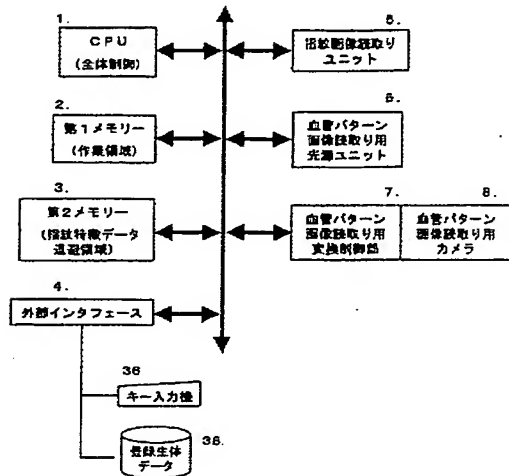 1.
CPU
(全体制御)
2.
第1メモリー
(作業領域)
3.
第2メモリー
(指紋特徴データ
退避領域)
4.
外部インタフェース
36
キー入力機
38.
登録生体
データ
5.
指紋画像読取り
ユニット
6.
血管パターン
画像読取り用
光源ユニット
7.
血管パターン
画像読取り用
変換制御部
8.
血管パターン
画像読取り用
カメラ